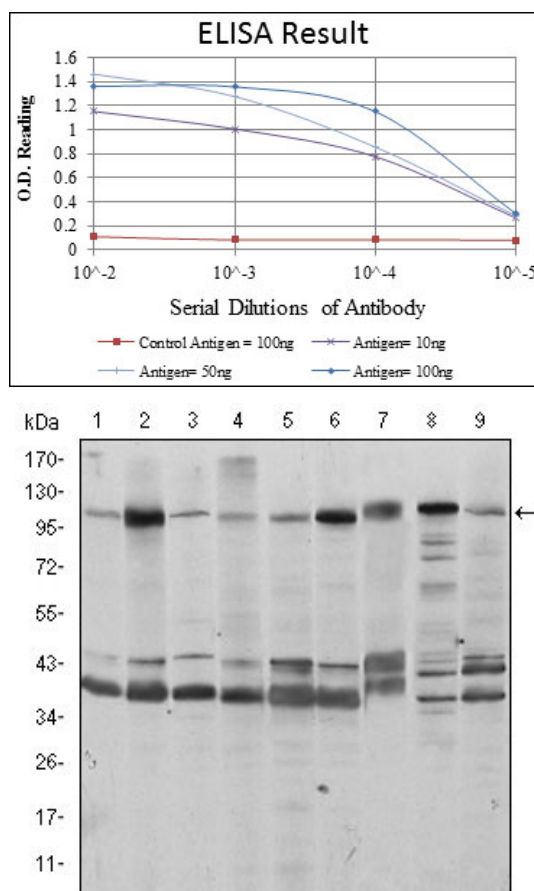 ELISA Result
1.6
1.4
1.2
1
0.8
0.6
0.4
0.2
0
O.D. Reading
10^-2 10^-3 10^-4 10^-5
Serial Dilutions of Antibody
Control Antigen = 100ng Antigen= 10ng
Antigen= 50ng Antigen= 100ng
kDa 1 2 3 4 5 6 7 8 9
170-
130-
95-
72-
55-
43-
34-
26-
17-
11-